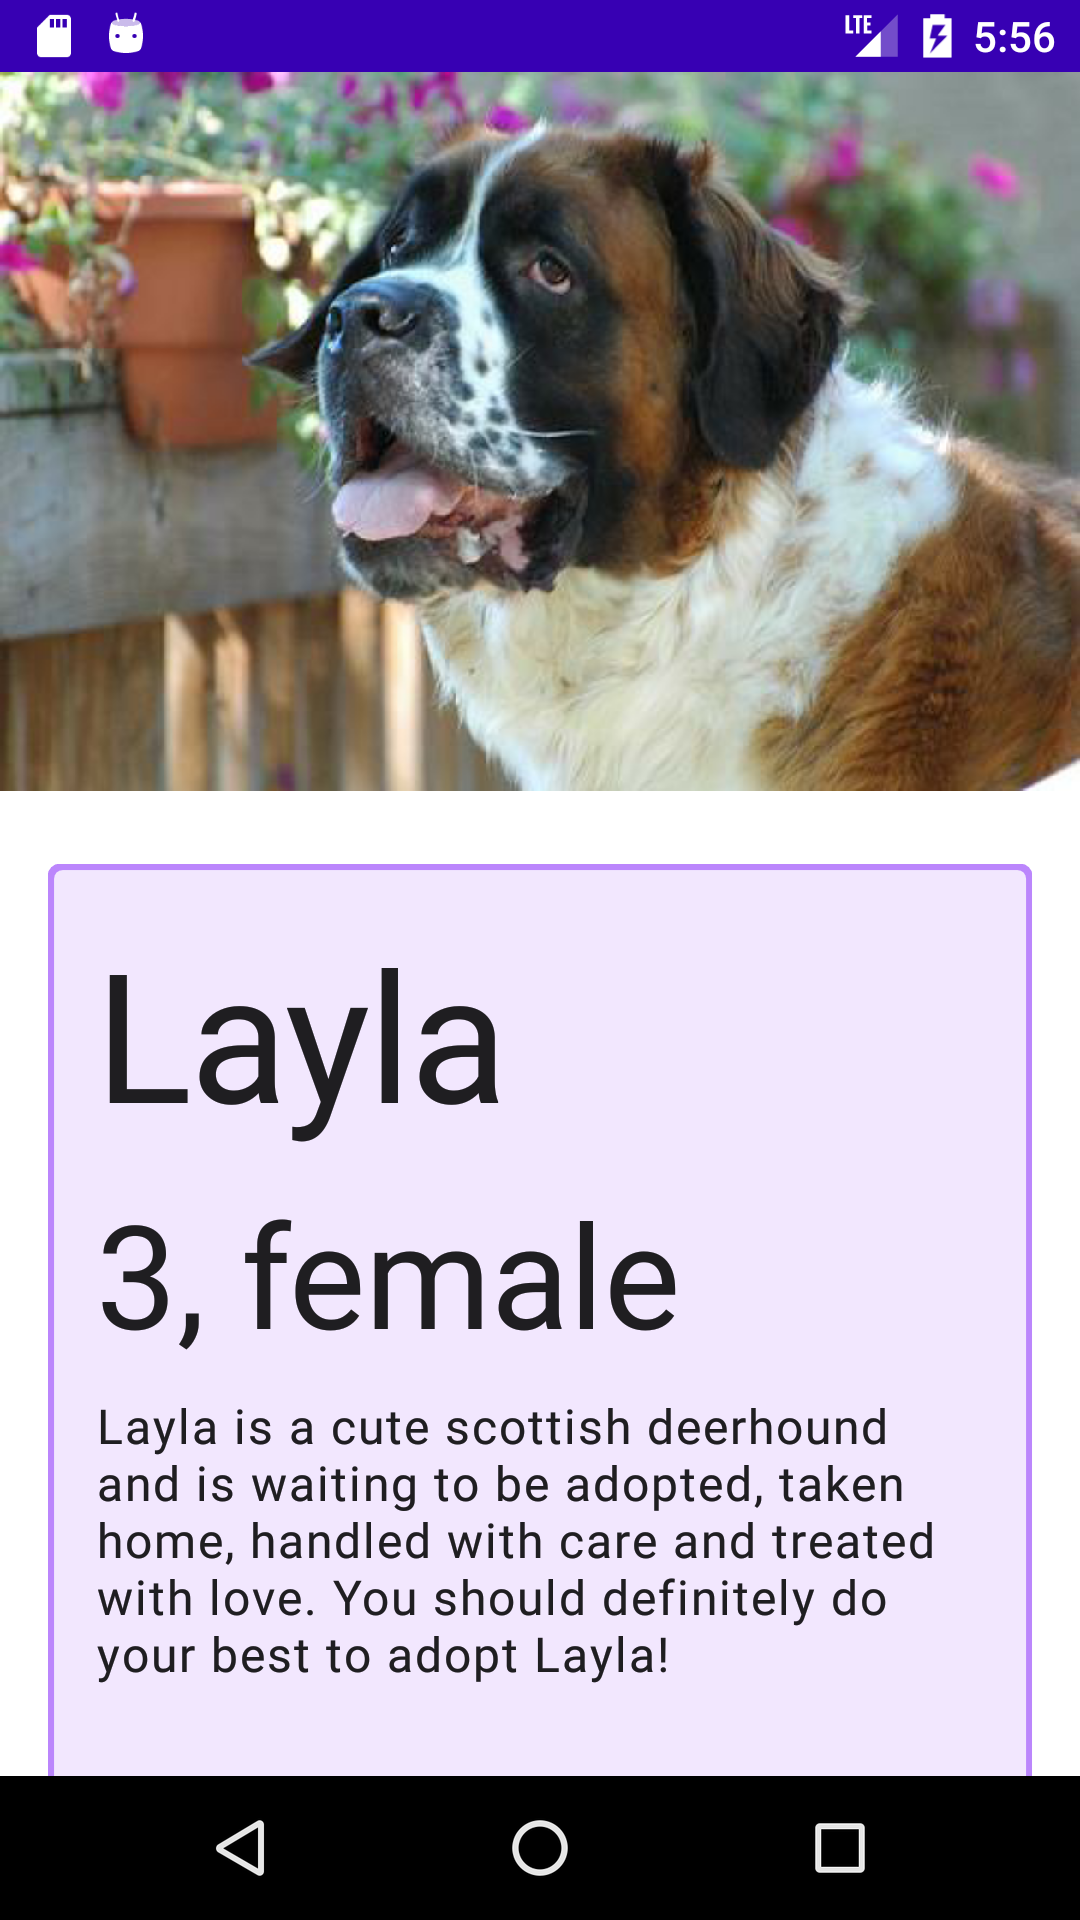 LTE 5:56
Layla
3, female
Layla is a cute scottish deerhound
and is waiting to be adopted, taken
home, handled with care and treated
with love. You should definitely do
your best to adopt Layla!